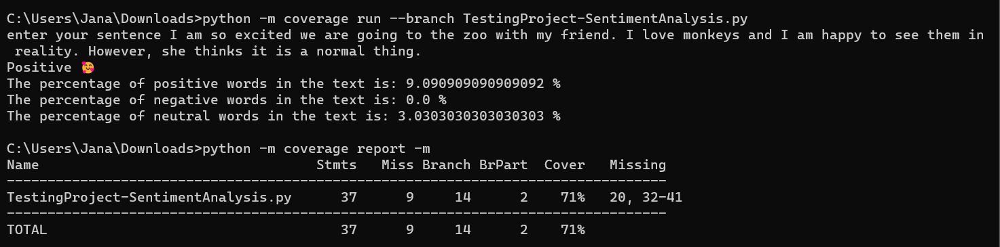 C:\Users\Jana\Downloads>python -m coverage run --branch TestingProject-SentimentAnalysis.py
enter your sentence I am so excited we are going to the zoo with my friend. I love monkeys and I am happy to see them in
 reality. However, she thinks it is a normal thing.
Positive 🥰
The percentage of positive words in the text is: 9.090909090909092 %
The percentage of negative words in the text is: 0.0 %
The percentage of neutral words in the text is: 3.0303030303030303 %
C:\Users\Jana\Downloads>python -m coverage report -m
Name                                  Stmts   Miss Branch BrPart  Cover   Missing
---------------------------------------------------------------------------------
TestingProject-SentimentAnalysis.py      37      9     14      2    71%   20, 32-41
---------------------------------------------------------------------------------
TOTAL                                    37      9     14      2    71%